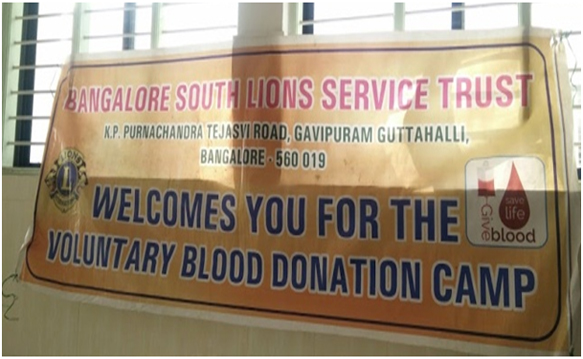 BANGALORE SOUTH LIONS SERVICE TRUST
K.P. PURNACHANDRA TEJASVI ROAD, GAVIPURAM GUTTAHALLI,
BANGALORE - 560 019
LIONS
L
WELCOMES YOU FOR THE
Give
save
life
blood
VOLUNTARY BLOOD DONATION CAMP